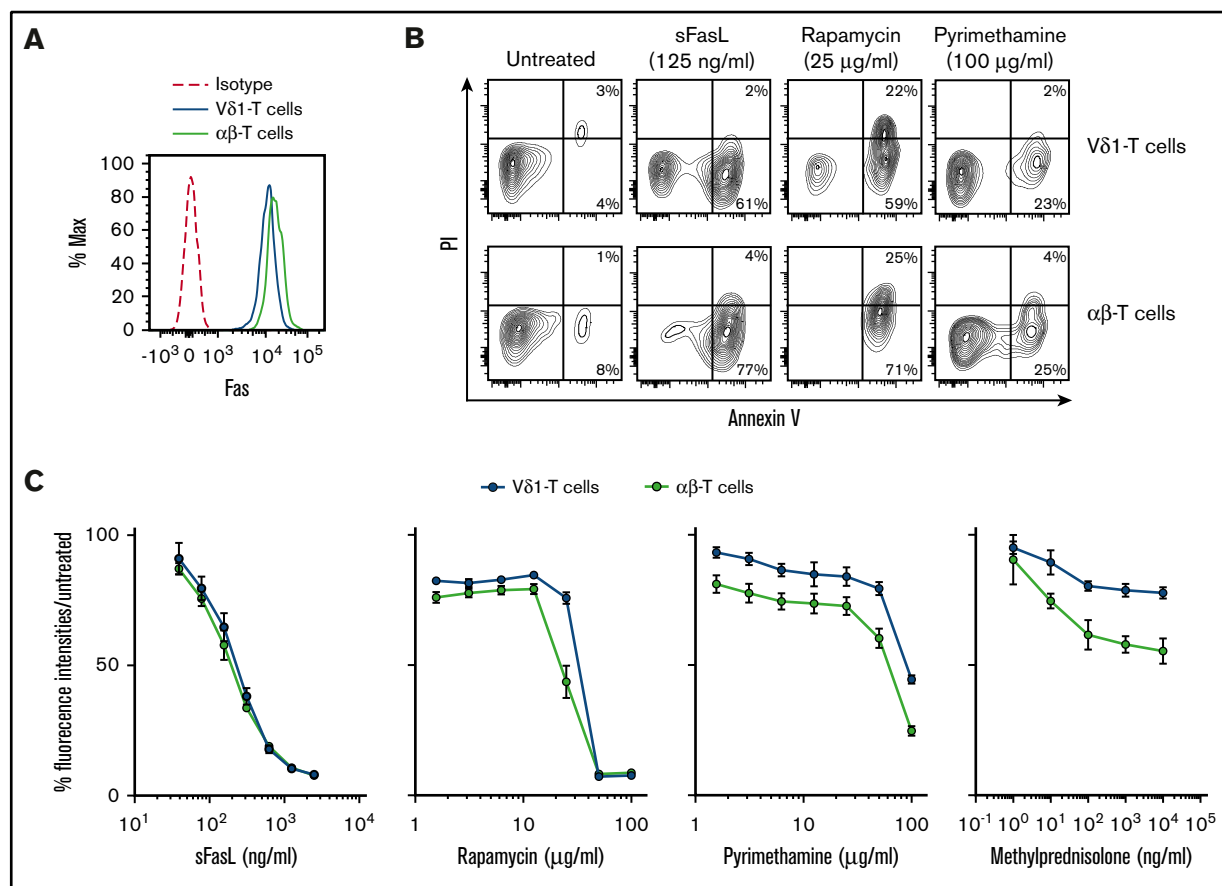 A
Isotype
Vδ1-T cells
αβ-T cells
% Max
100
80
60
40
20
0
-10³ 0 10³ 10⁴ 10⁵
Fas
B
Untreated
sFasL
(125 ng/ml)
Rapamycin
(25 μg/ml)
Pyrimethamine
(100 μg/ml)
3% 2% 22% 2%
4% 61% 59% 23%
Vδ1-T cells
PI
1% 4% 25% 4%
8% 77% 71% 25%
αβ-T cells
Annexin V
C
Vδ1-T cells αβ-T cells
% fluorecence intensities/untreated
100
50
0
10¹ 10² 10³ 10⁴
sFasL (ng/ml)
1 10 100
Rapamycin (μg/ml)
1 10 100
Pyrimethamine (μg/ml)
10⁻¹ 10⁰ 10¹ 10² 10³ 10⁴ 10⁵
Methylprednisolone (ng/ml)